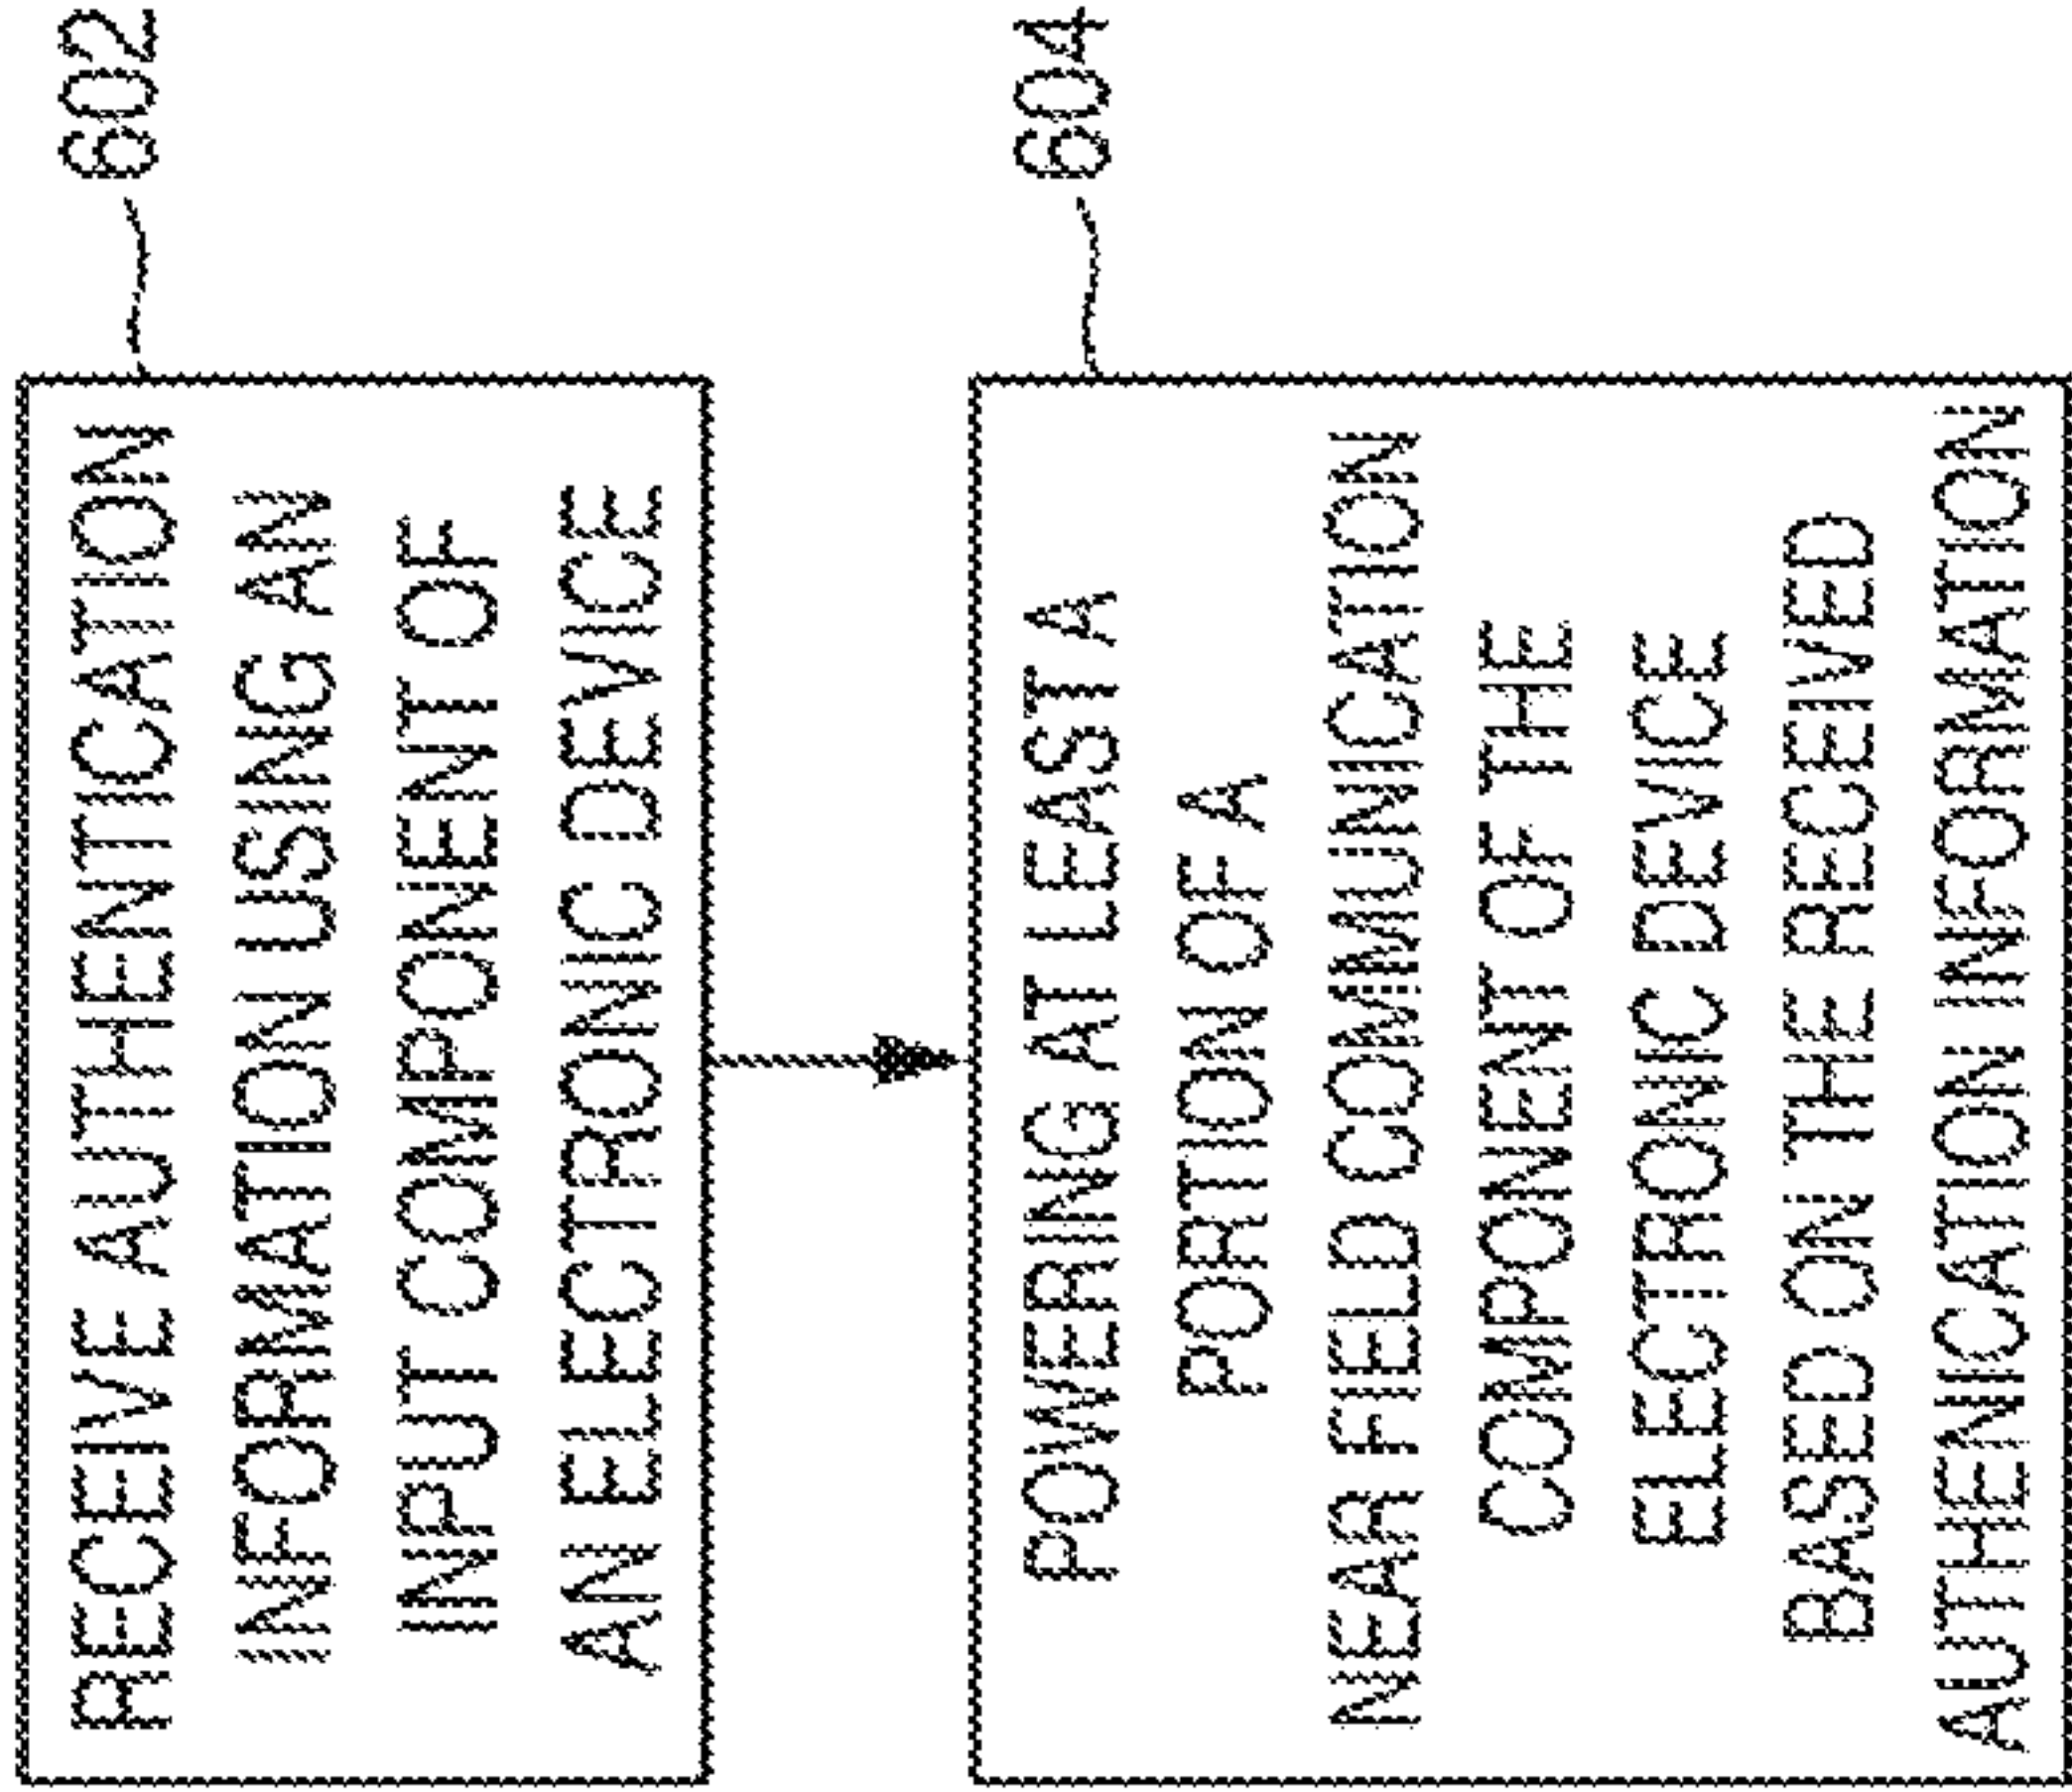 RECEIVE AUTHENTICATION
INFORMATION USING AN
INPUT COMPONENT OF
AN ELECTRONIC DEVICE
602
POWERING AT LEAST A
PORTION OF A
NEAR FIELD COMMUNICATION
COMPONENT OF THE
ELECTRONIC DEVICE
BASED ON THE RECEIVED
AUTHENICATION INFORMATION
604